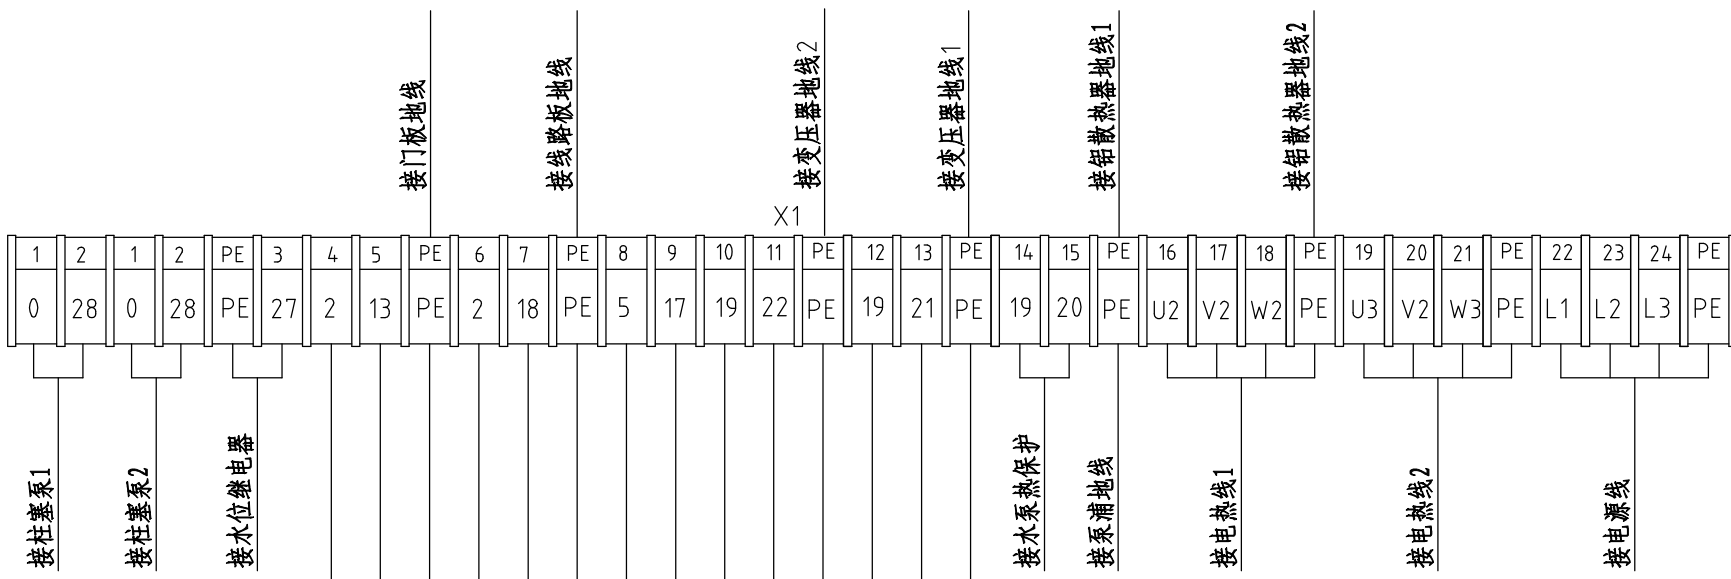 接门板地线
接线路板地线
接变压器地线2
接变压器地线1
接铝散热器地线1
接铝散热器地线2
X1
1 2 1 2 PE 3 4 5 PE 6 7 PE 8 9 10 11 PE 12 13 PE 14 15 PE 16 17 18 PE 19 20 21 PE 22 23 24 PE
0 28 0 28 PE 27 2 13 PE 2 18 PE 5 17 19 22 PE 19 21 PE 19 20 PE U2 V2 W2 PE U3 V2 W3 PE L1 L2 L3 PE
接柱塞泵1
接柱塞泵2
接水位继电器
接水泵热保护
接泵浦地线
接电热线1
接电热线2
接电源线